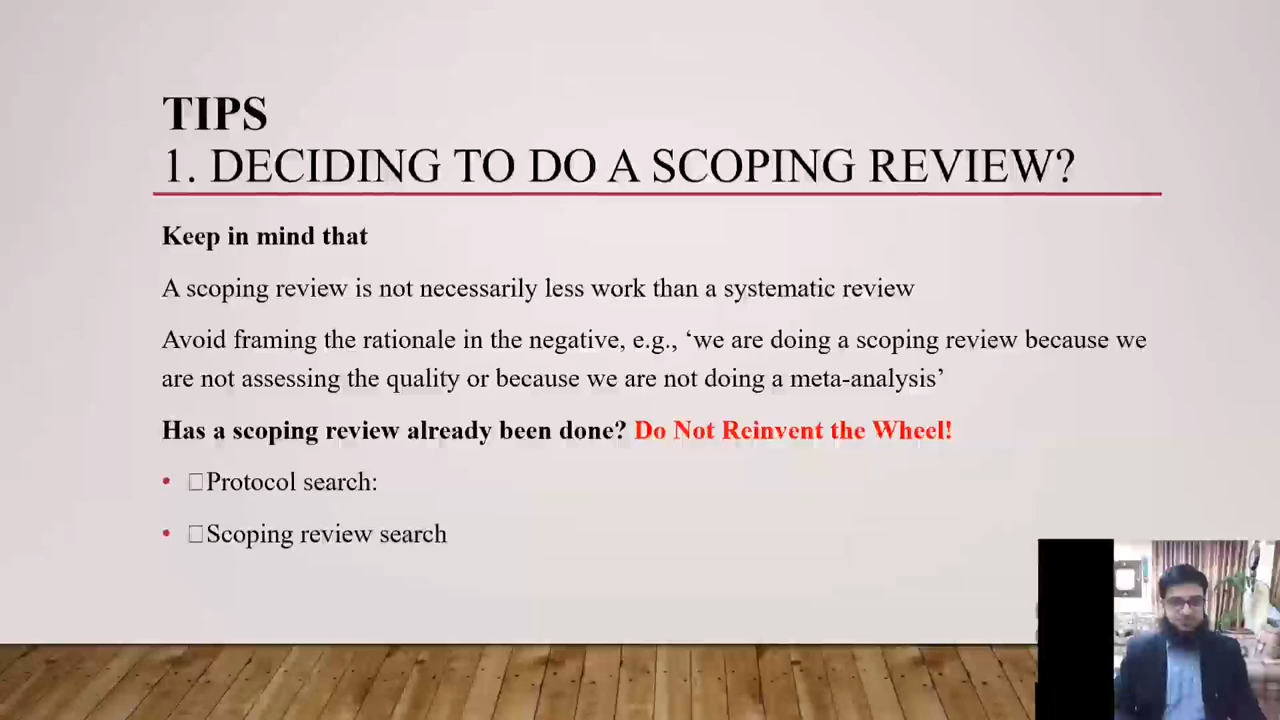 TIPS
1. DECIDING TO DO A SCOPING REVIEW?
Keep in mind that
A scoping review is not necessarily less work than a systematic review
Avoid framing the rationale in the negative, e.g., ‘we are doing a scoping review because we
are not assessing the quality or because we are not doing a meta-analysis’
Has a scoping review already been done? Do Not Reinvent the Wheel!
• □Protocol search:
• □Scoping review search